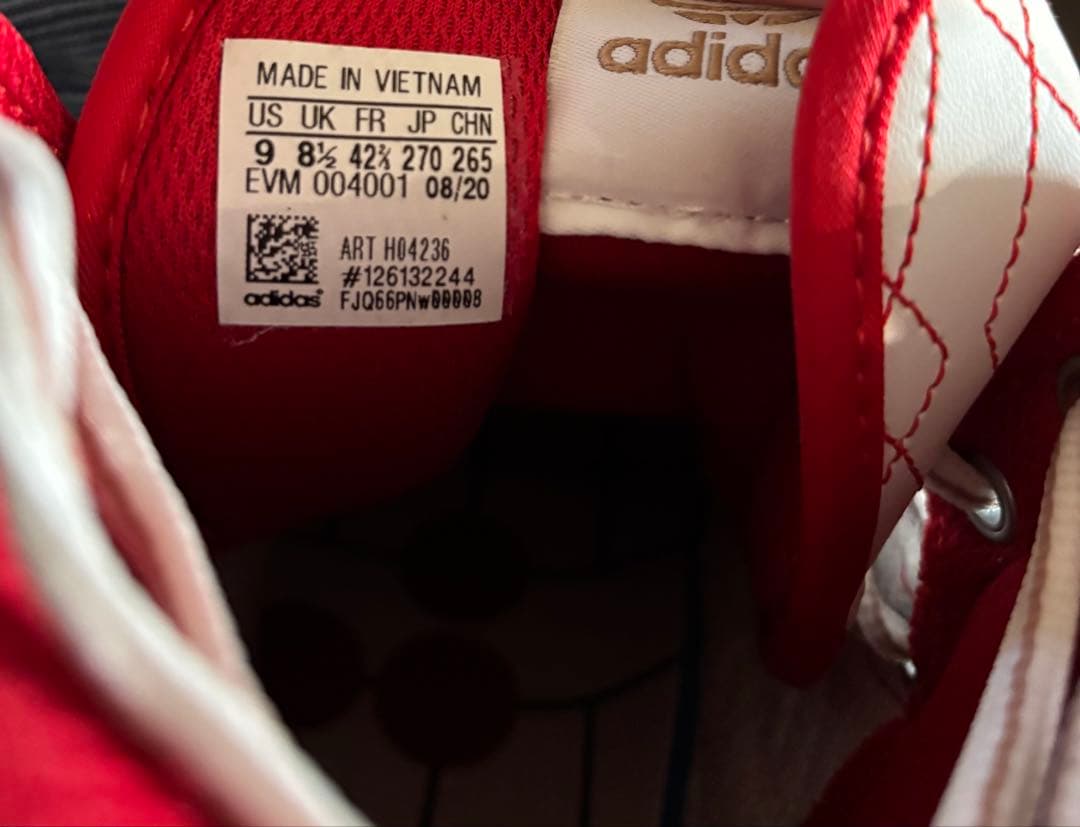 MADE IN VIETNAM
US UK FR JP CHN
9 8½ 42⅔ 270 265
EVM 004001 08/20
ART H04236
#126132244
adidas® FJQ66PNw00008
adida